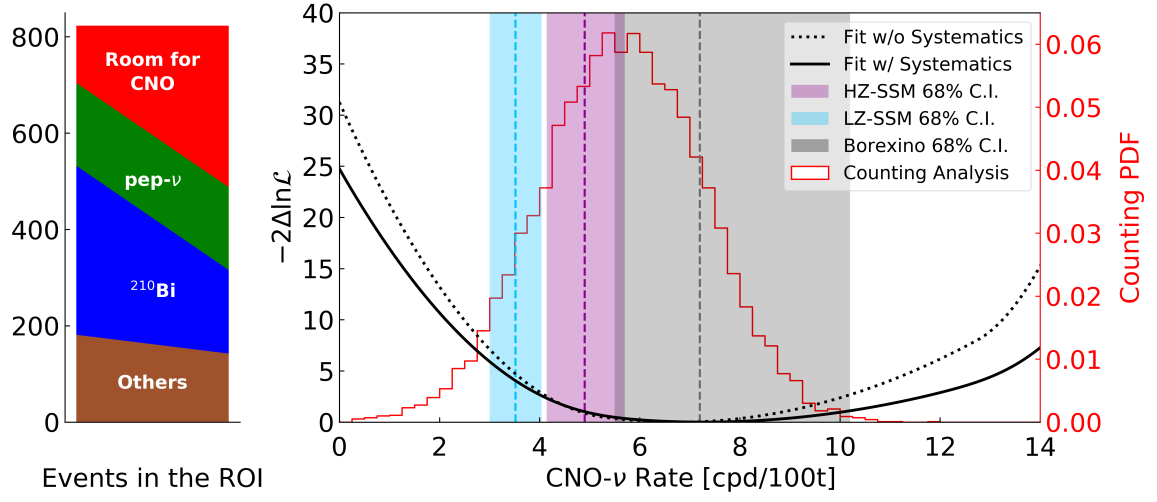 800
600
400
200
0
Room for
CNO
pep-ν
²¹⁰Bi
Others
Events in the ROI
40
35
30
25
20
15
10
5
0
−2Δlnℒ
0
2
4
6
8
10
12
14
CNO-ν Rate [cpd/100t]
Fit w/o Systematics
Fit w/ Systematics
HZ-SSM 68% C.I.
LZ-SSM 68% C.I.
Borexino 68% C.I.
Counting Analysis
0.06
0.05
0.04
0.03
0.02
0.01
0.00
Counting PDF